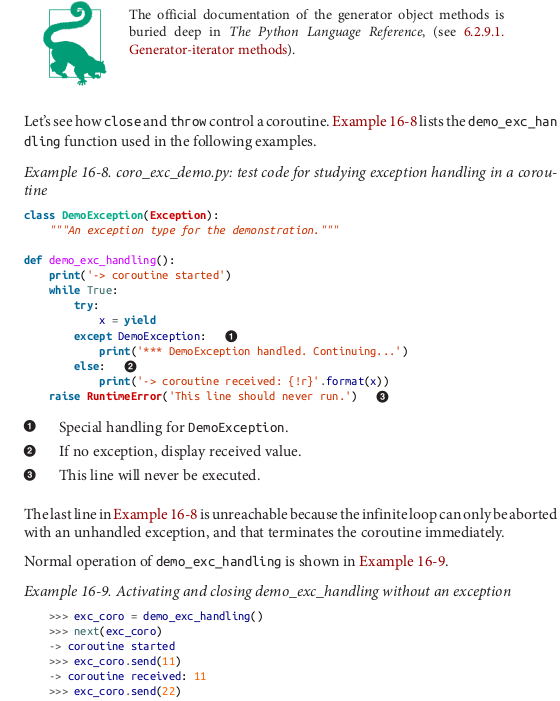 The official documentation of the generator object methods is
buried deep in The Python Language Reference, (see 6.2.9.1.
Generator-iterator methods).
Let's see how close and throw control a coroutine. Example 16-8 lists the demo_exc_han
dling function used in the following examples.
Example 16-8. coro_exc_demo.py: test code for studying exception handling in a corou-
tine
class DemoException(Exception):
    """An exception type for the demonstration."""
def demo_exc_handling():
    print('-> coroutine started')
    while True:
        try:
            x = yield
        except DemoException: ❶
            print('*** DemoException handled. Continuing...')
        else: ❷
            print('-> coroutine received: {!r}'.format(x))
    raise RuntimeError('This line should never run.') ❸
❶ Special handling for DemoException.
❷ If no exception, display received value.
❸ This line will never be executed.
The last line in Example 16-8 is unreachable because the infinite loop can only be aborted
with an unhandled exception, and that terminates the coroutine immediately.
Normal operation of demo_exc_handling is shown in Example 16-9.
Example 16-9. Activating and closing demo_exc_handling without an exception
>>> exc_coro = demo_exc_handling()
>>> next(exc_coro)
-> coroutine started
>>> exc_coro.send(11)
-> coroutine received: 11
>>> exc_coro.send(22)